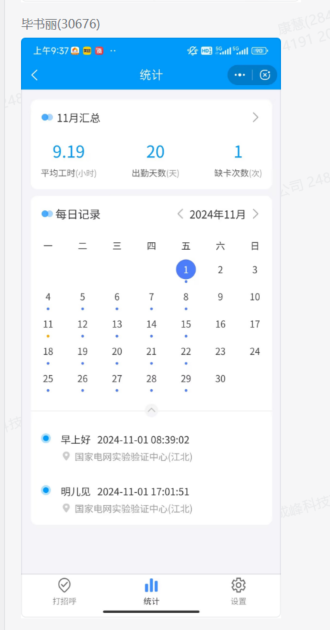 毕书丽(30676)
上午9:37
统计
11月汇总
9.19 20 1
平均工时(小时) 出勤天数(天) 缺卡次数(次)
每日记录 2024年11月
一 二 三 四 五 六 日
1 2 3
4 5 6 7 8 9 10
11 12 13 14 15 16 17
18 19 20 21 22 23 24
25 26 27 28 29 30
早上好 2024-11-01 08:39:02
国家电网实验验证中心(江北)
明儿见 2024-11-01 17:01:51
国家电网实验验证中心(江北)
打招呼 统计 设置